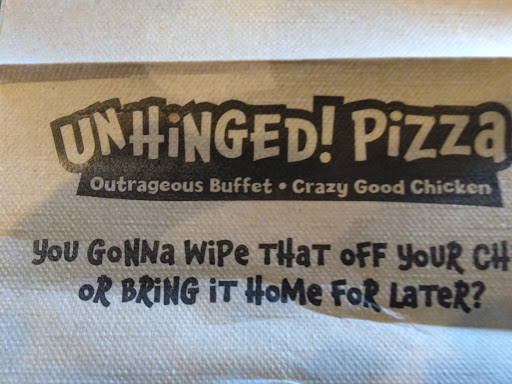 UNHINGED! PIZZA
Outrageous Buffet • Crazy Good Chicken
YOU GONNA WIPE THAT OFF YOUR CH
OR BRING IT HOME FOR LATER?